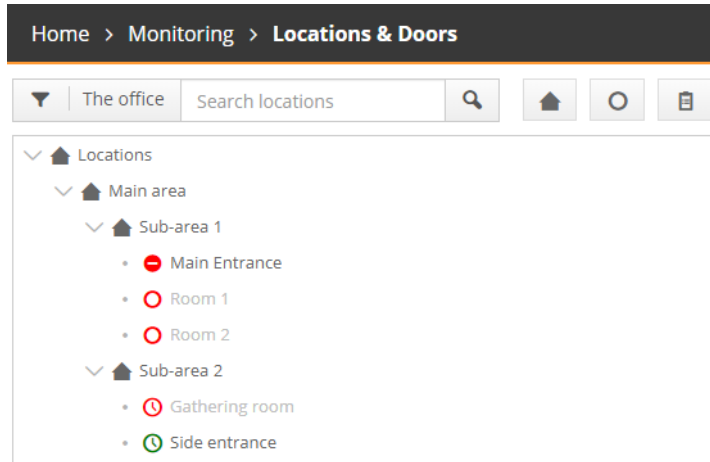 Home > Monitoring > Locations & Doors
The office Search locations
Locations
Main area
Sub-area 1
Main Entrance
Room 1
Room 2
Sub-area 2
Gathering room
Side entrance